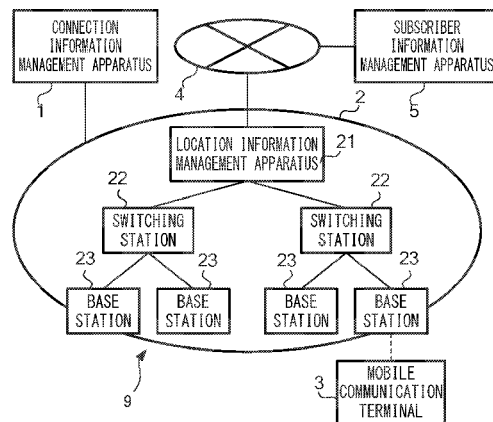 CONNECTION
INFORMATION
MANAGEMENT APPARATUS
1
4
SUBSCRIBER
INFORMATION
MANAGEMENT APPARATUS
5
2
LOCATION INFORMATION
MANAGEMENT APPARATUS
21
22
SWITCHING
STATION
22
SWITCHING
STATION
23
BASE
STATION
23
BASE
STATION
23
BASE
STATION
23
BASE
STATION
9
3
MOBILE
COMMUNICATION
TERMINAL